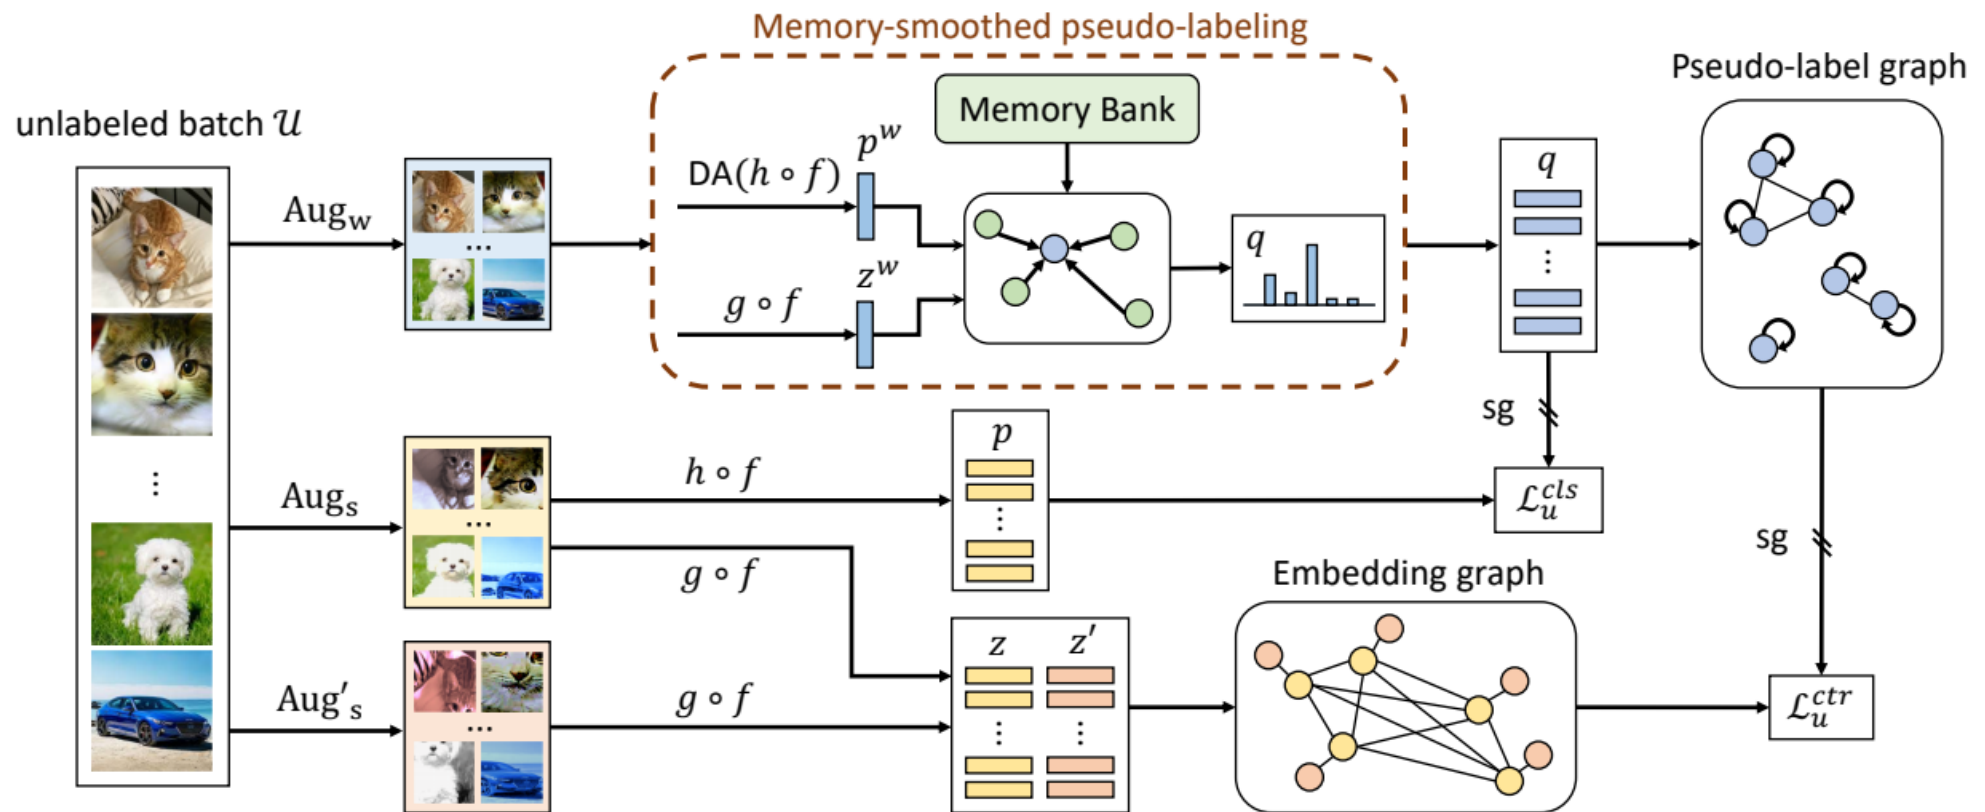 Memory-smoothed pseudo-labeling
Pseudo-label graph
unlabeled batch 𝒰
Memory Bank
Aug_w
DA(h ∘ f)
p^w
g ∘ f
z^w
q
q
...
⋮
sg
Aug_s
...
h ∘ f
g ∘ f
p
⋮
ℒ_u^{cls}
sg
⋮
Aug'_s
...
g ∘ f
z z′
⋮ ⋮
Embedding graph
ℒ_u^{ctr}